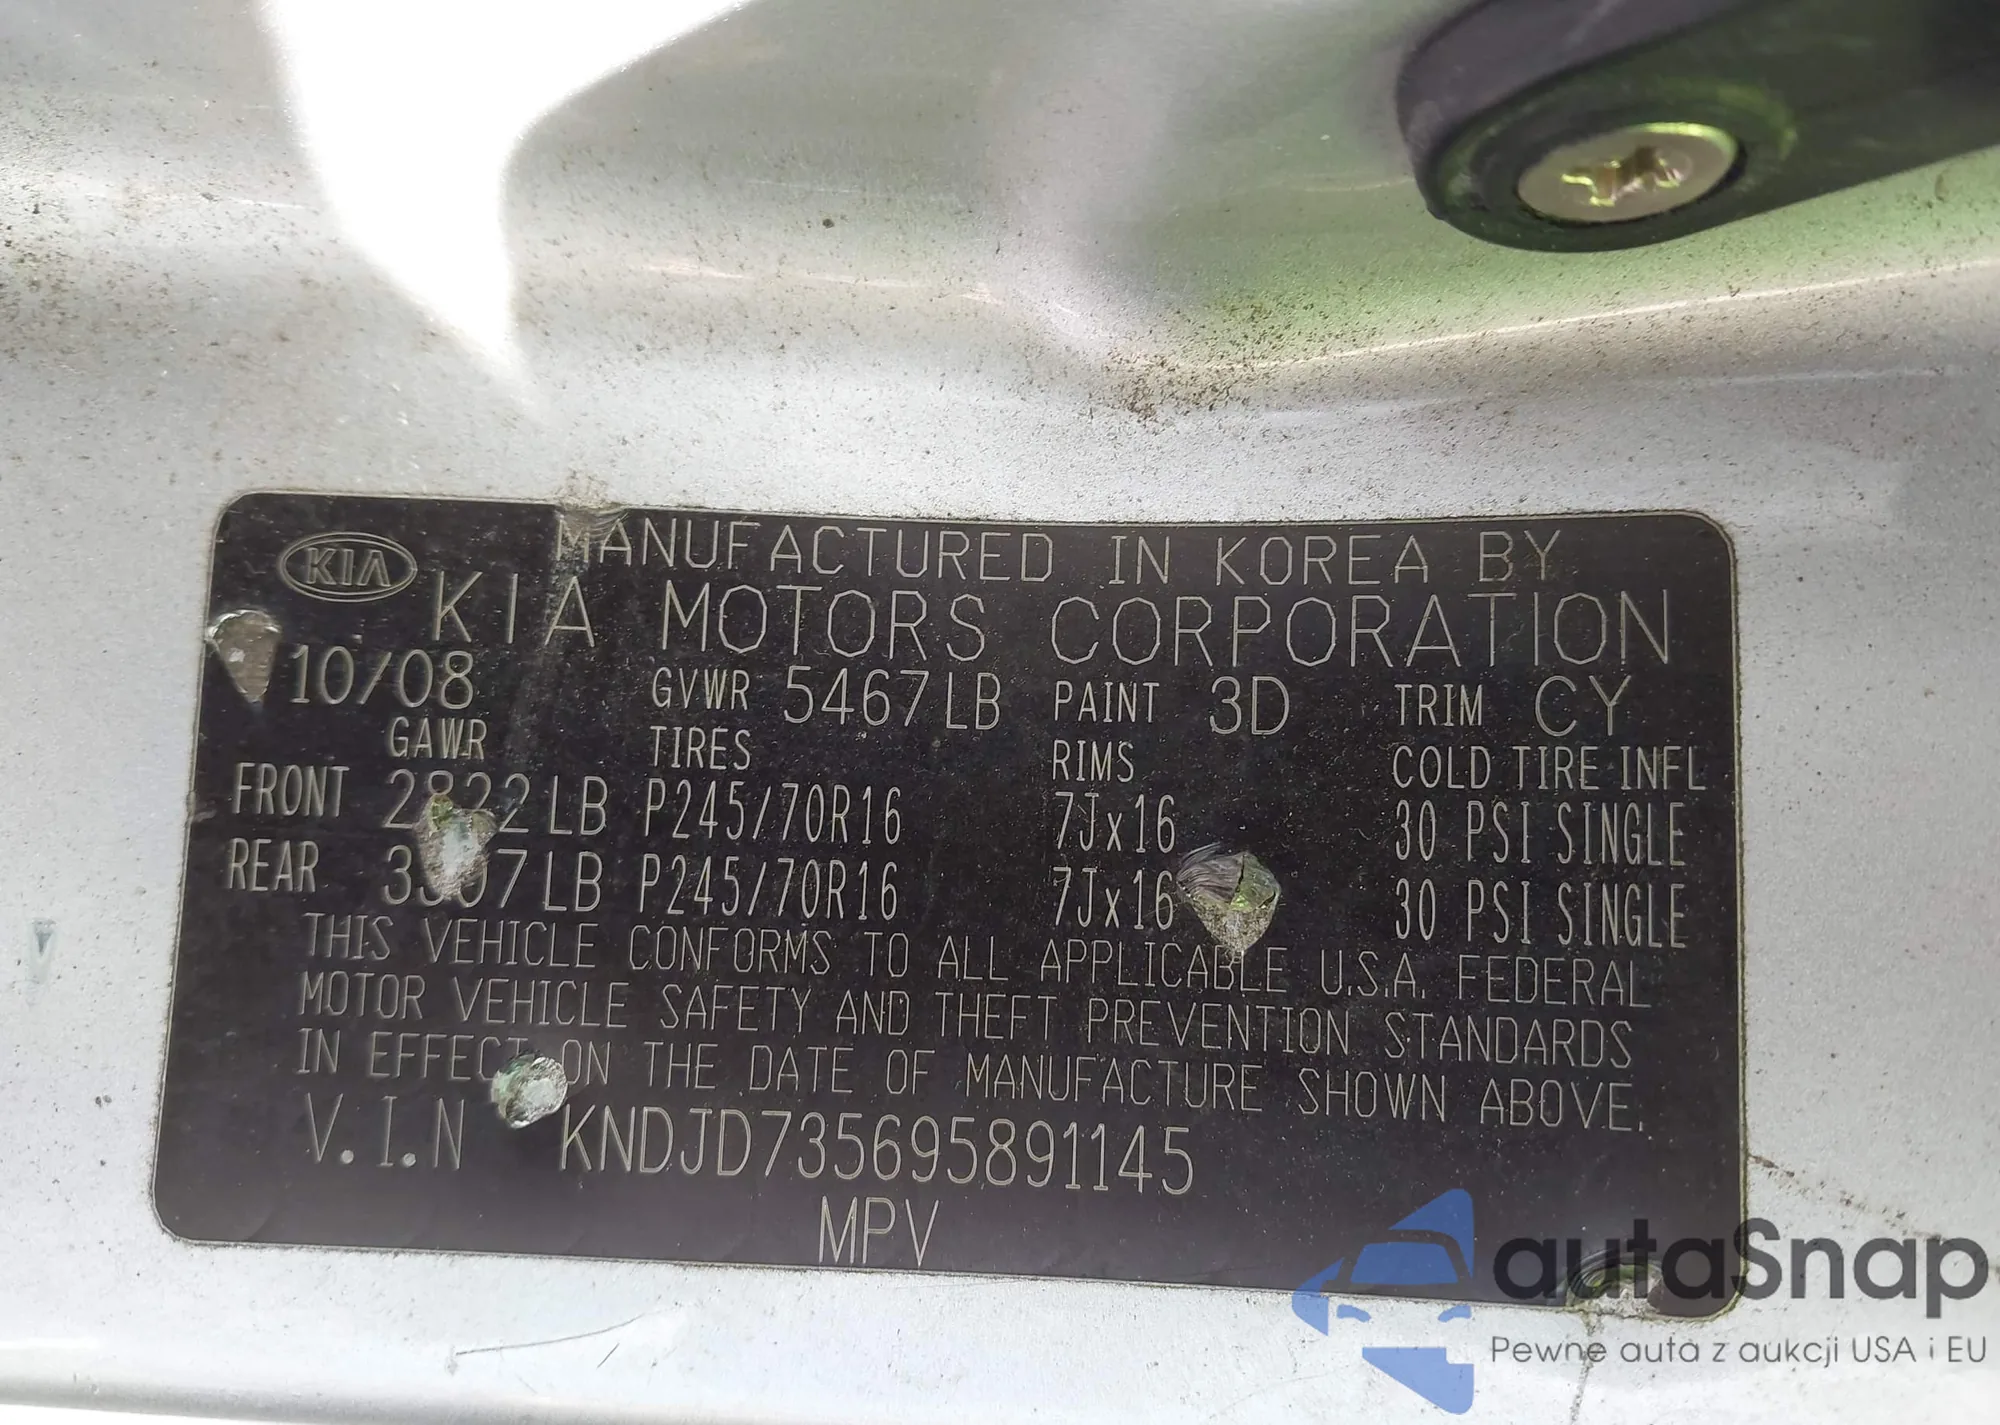 KIA
MANUFACTURED IN KOREA BY
KIA MOTORS CORPORATION
10/08 GVWR 5467LB PAINT 3D TRIM CY
GAWR TIRES RIMS COLD TIRE INFL
FRONT 2822LB P245/70R16 7Jx16 30 PSI SINGLE
REAR P245/70R16 7Jx16 30 PSI SINGLE
THIS VEHICLE CONFORMS TO ALL APPLICABLE U.S.A. FEDERAL
MOTOR VEHICLE SAFETY AND THEFT PREVENTION STANDARDS
IN EFFECT ON THE DATE OF MANUFACTURE SHOWN ABOVE.
V.I.N KNDJD735695891145
MPV
autaSnap
Pewne auta z aukcji USA i EU